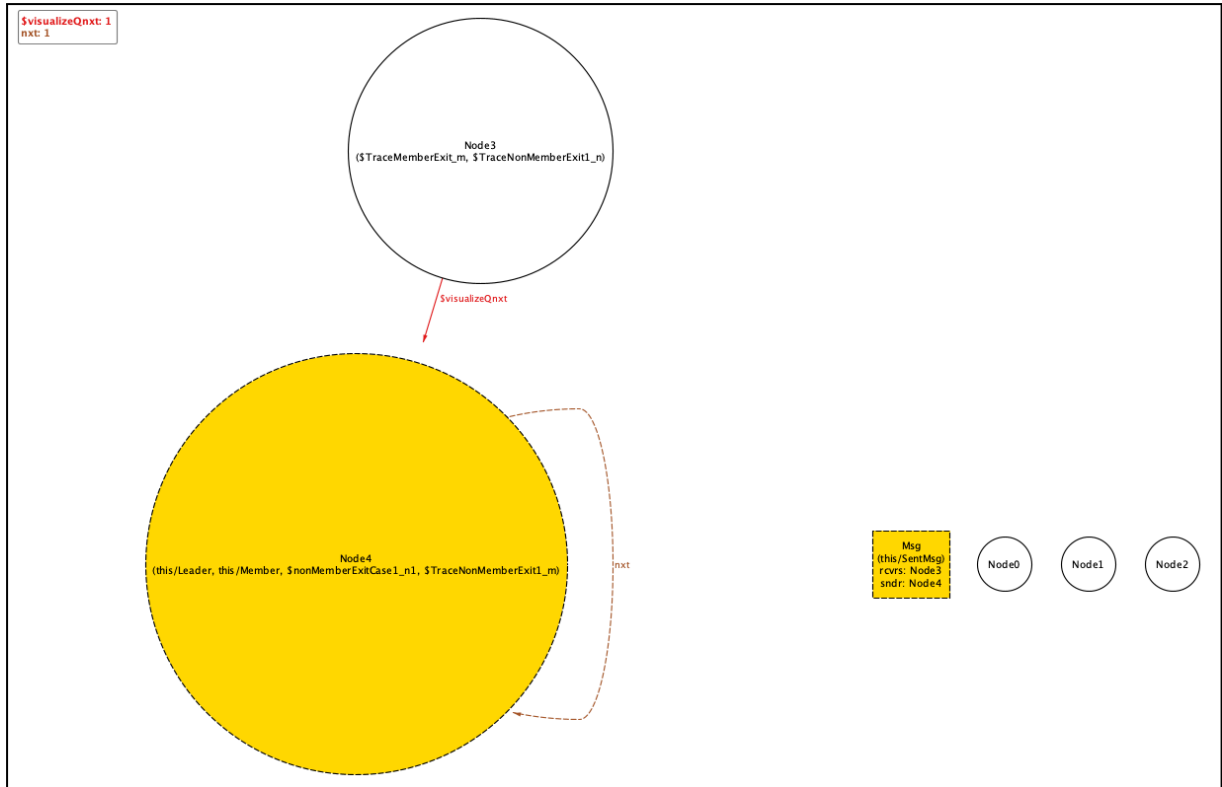 $visualizeQnxt: 1
nxt: 1
Node3
($TraceMemberExit_m, $TraceNonMemberExit1_n)
$visualizeQnxt
Node4
(this/Leader, this/Member, $nonMemberExitCase1_n1, $TraceNonMemberExit1_m)
nxt
Msg
(this/SentMsg)
rcvrs: Node3
sndr: Node4
Node0
Node1
Node2